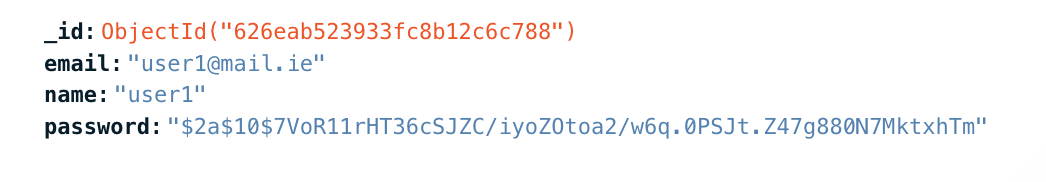 _id: ObjectId("626eab523933fc8b12c6c788")
email: "user1@mail.ie"
name: "user1"
password: "$2a$10$7VoR11rHT36cSJZC/iyoZOtoa2/w6q.0PSJt.Z47g880N7MktxhTm"